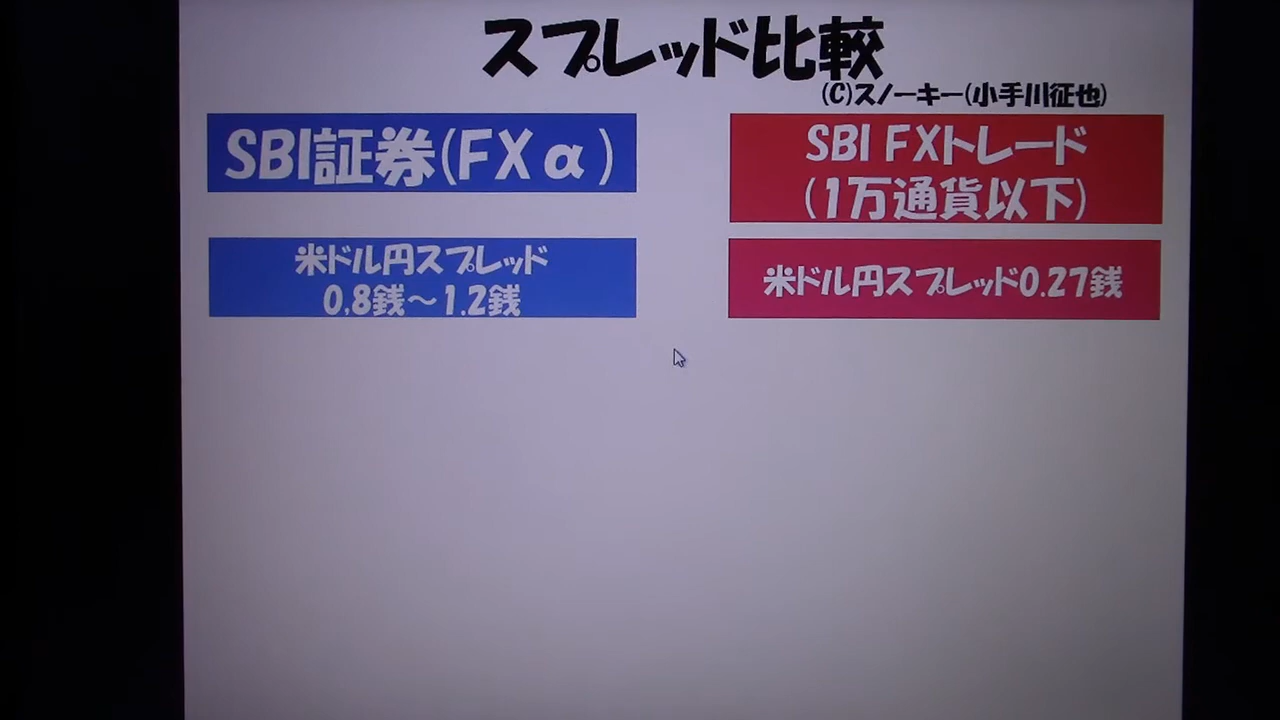 スプレッド比較
(C)スノーキー(小手川征也)
SBI証券(FXα)
SBI FXトレード
(1万通貨以下)
米ドル円スプレッド
0,8銭～1.2銭
米ドル円スプレッド0.27銭